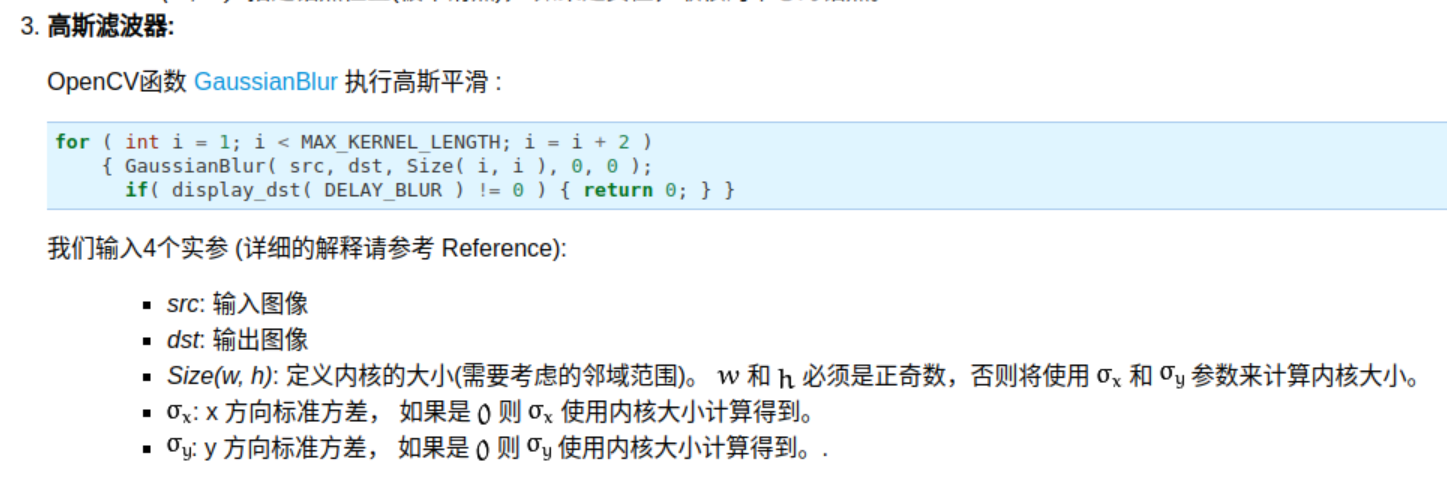 3. 高斯滤波器:
OpenCV函数 GaussianBlur 执行高斯平滑 :
for ( int i = 1; i < MAX_KERNEL_LENGTH; i = i + 2 )
    { GaussianBlur( src, dst, Size( i, i ), 0, 0 );
      if( display_dst( DELAY_BLUR ) != 0 ) { return 0; } }
我们输入4个实参 (详细的解释请参考 Reference):
▪ src: 输入图像
▪ dst: 输出图像
▪ Size(w, h): 定义内核的大小(需要考虑的邻域范围)。 w 和 h 必须是正奇数，否则将使用 σx 和 σy 参数来计算内核大小。
▪ σx: x 方向标准方差， 如果是 0 则 σx 使用内核大小计算得到。
▪ σy: y 方向标准方差， 如果是 0 则 σy 使用内核大小计算得到。.